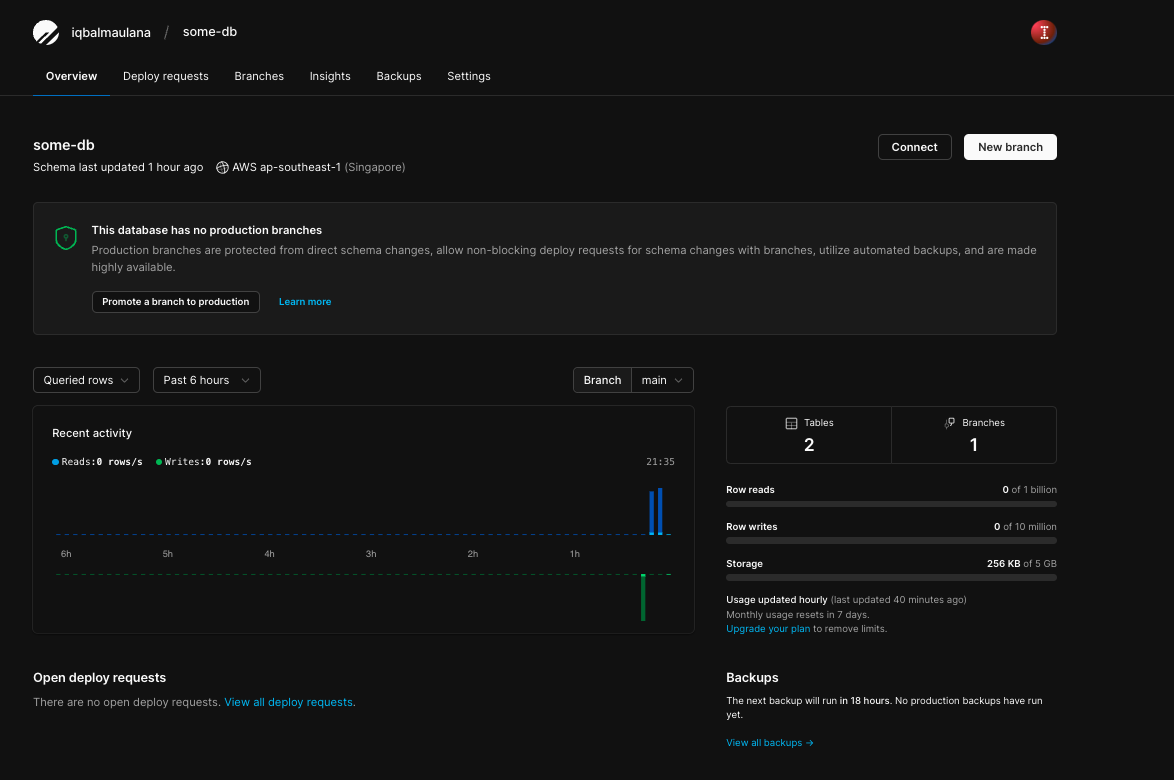 iqbalmaulana / some-db
Overview Deploy requests Branches Insights Backups Settings
some-db
Schema last updated 1 hour ago AWS ap-southeast-1 (Singapore)
Connect New branch
This database has no production branches
Production branches are protected from direct schema changes, allow non-blocking deploy requests for schema changes with branches, utilize automated backups, and are made
highly available.
Promote a branch to production Learn more
Queried rows Past 6 hours Branch main
Recent activity
Reads:0 rows/s Writes:0 rows/s 21:35
6h 5h 4h 3h 2h 1h
Tables Branches
2 1
Row reads 0 of 1 billion
Row writes 0 of 10 million
Storage 256 KB of 5 GB
Usage updated hourly (last updated 40 minutes ago)
Monthly usage resets in 7 days.
Upgrade your plan to remove limits.
Open deploy requests
There are no open deploy requests. View all deploy requests.
Backups
The next backup will run in 18 hours. No production backups have run
yet.
View all backups →